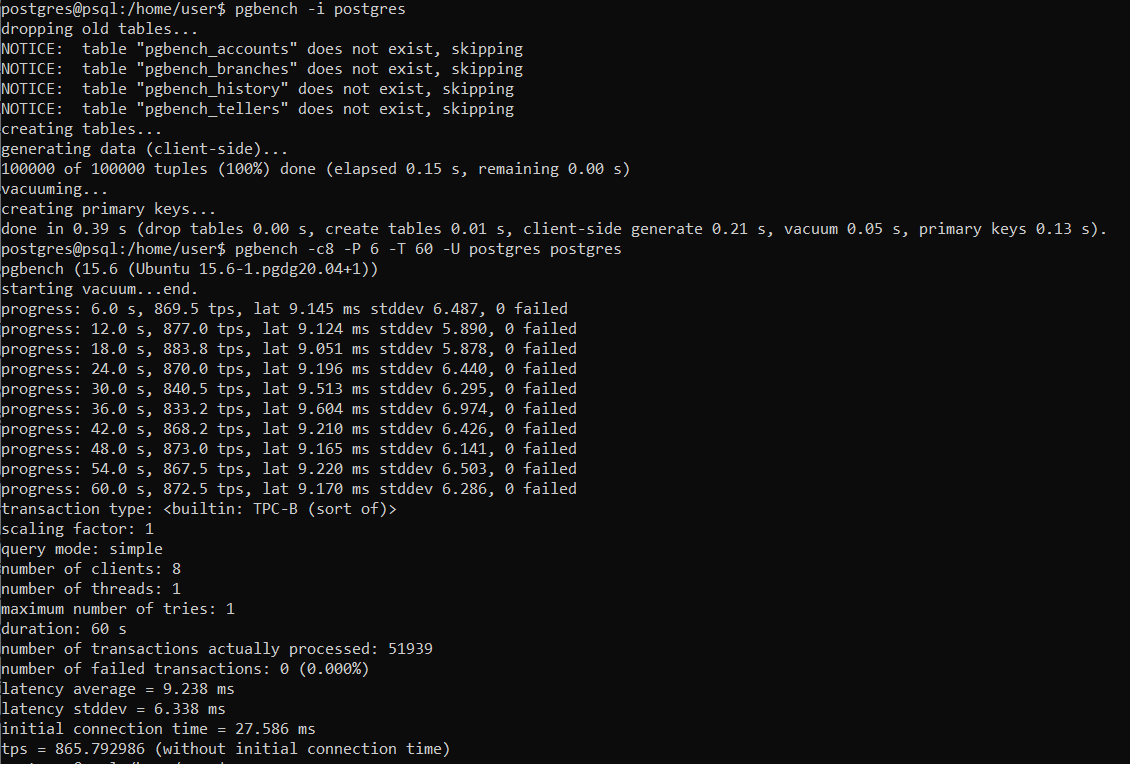 postgres@psql:/home/user$ pgbench -i postgres
dropping old tables...
NOTICE:  table "pgbench_accounts" does not exist, skipping
NOTICE:  table "pgbench_branches" does not exist, skipping
NOTICE:  table "pgbench_history" does not exist, skipping
NOTICE:  table "pgbench_tellers" does not exist, skipping
creating tables...
generating data (client-side)...
100000 of 100000 tuples (100%) done (elapsed 0.15 s, remaining 0.00 s)
vacuuming...
creating primary keys...
done in 0.39 s (drop tables 0.00 s, create tables 0.01 s, client-side generate 0.21 s, vacuum 0.05 s, primary keys 0.13 s).
postgres@psql:/home/user$ pgbench -c8 -P 6 -T 60 -U postgres postgres
pgbench (15.6 (Ubuntu 15.6-1.pgdg20.04+1))
starting vacuum...end.
progress: 6.0 s, 869.5 tps, lat 9.145 ms stddev 6.487, 0 failed
progress: 12.0 s, 877.0 tps, lat 9.124 ms stddev 5.890, 0 failed
progress: 18.0 s, 883.8 tps, lat 9.051 ms stddev 5.878, 0 failed
progress: 24.0 s, 870.0 tps, lat 9.196 ms stddev 6.440, 0 failed
progress: 30.0 s, 840.5 tps, lat 9.513 ms stddev 6.295, 0 failed
progress: 36.0 s, 833.2 tps, lat 9.604 ms stddev 6.974, 0 failed
progress: 42.0 s, 868.2 tps, lat 9.210 ms stddev 6.426, 0 failed
progress: 48.0 s, 873.0 tps, lat 9.165 ms stddev 6.141, 0 failed
progress: 54.0 s, 867.5 tps, lat 9.220 ms stddev 6.503, 0 failed
progress: 60.0 s, 872.5 tps, lat 9.170 ms stddev 6.286, 0 failed
transaction type: <builtin: TPC-B (sort of)>
scaling factor: 1
query mode: simple
number of clients: 8
number of threads: 1
maximum number of tries: 1
duration: 60 s
number of transactions actually processed: 51939
number of failed transactions: 0 (0.000%)
latency average = 9.238 ms
latency stddev = 6.338 ms
initial connection time = 27.586 ms
tps = 865.792986 (without initial connection time)